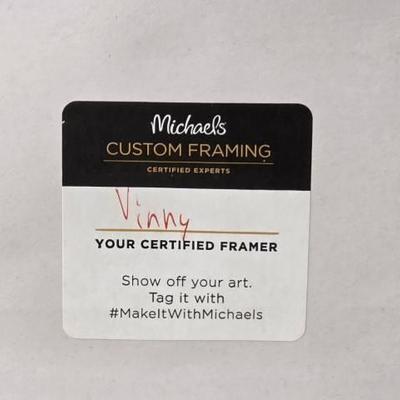 Michaels
CUSTOM FRAMING
CERTIFIED EXPERTS
Vinny
YOUR CERTIFIED FRAMER
Show off your art.
Tag it with
#MakeItWithMichaels